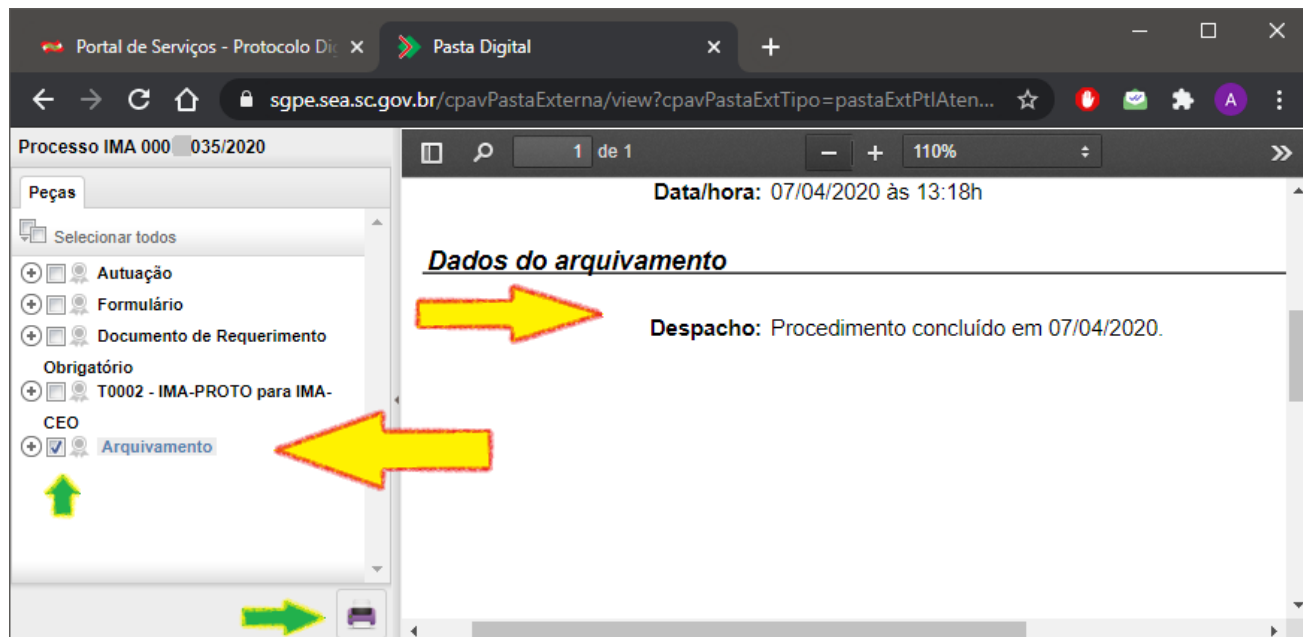 Portal de Serviços - Protocolo Dig
Pasta Digital
sgpe.sea.sc.gov.br/cpavPastaExterna/view?cpavPastaExtTipo=pastaExtPtlAten...
A
Processo IMA 000 035/2020
1 de 1
110%
Peças
Selecionar todos
Autuação
Formulário
Documento de Requerimento
Obrigatório
T0002 - IMA-PROTO para IMA-
CEO
Arquivamento
Data/hora: 07/04/2020 às 13:18h
Dados do arquivamento
Despacho: Procedimento concluído em 07/04/2020.